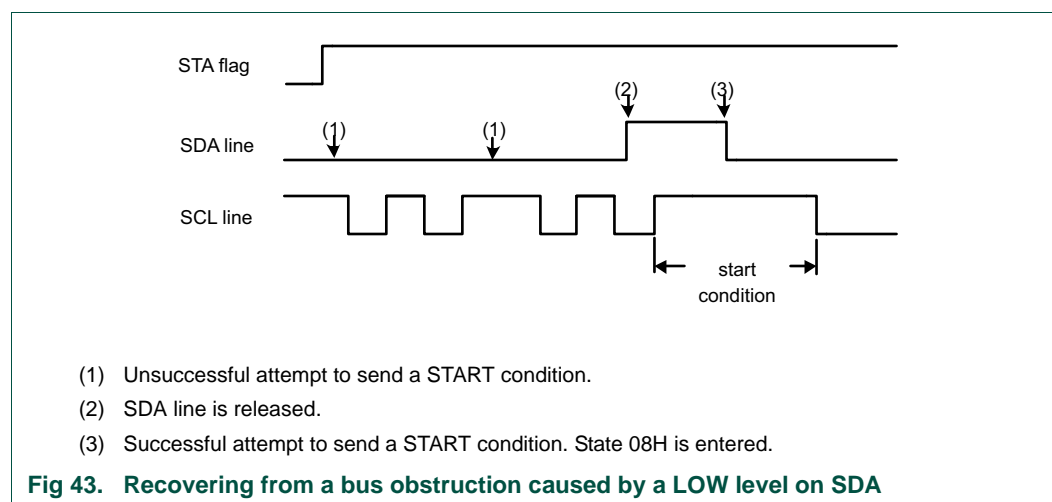 STA flag
(2) (3)
(1) (1)
SDA line
SCL line
start
condition
(1) Unsuccessful attempt to send a START condition.
(2) SDA line is released.
(3) Successful attempt to send a START condition. State 08H is entered.
Fig 43. Recovering from a bus obstruction caused by a LOW level on SDA